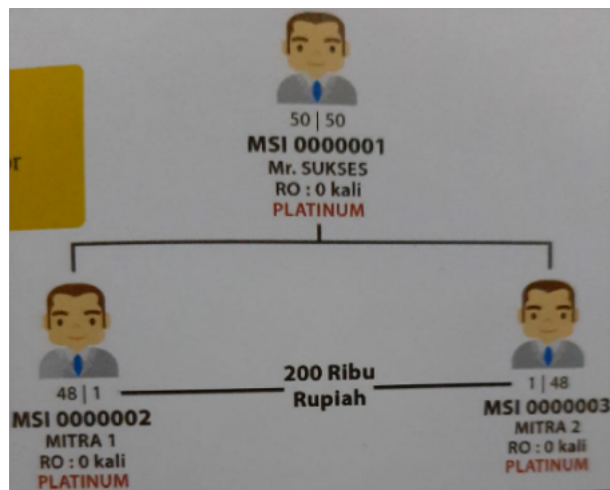 or
50 | 50
MSI 0000001
Mr. SUKSES
RO : 0 kali
PLATINUM
200 Ribu
Rupiah
48 | 1
MSI 0000002
MITRA 1
RO : 0 kali
PLATINUM
1 | 48
MSI 0000003
MITRA 2
RO : 0 kali
PLATINUM